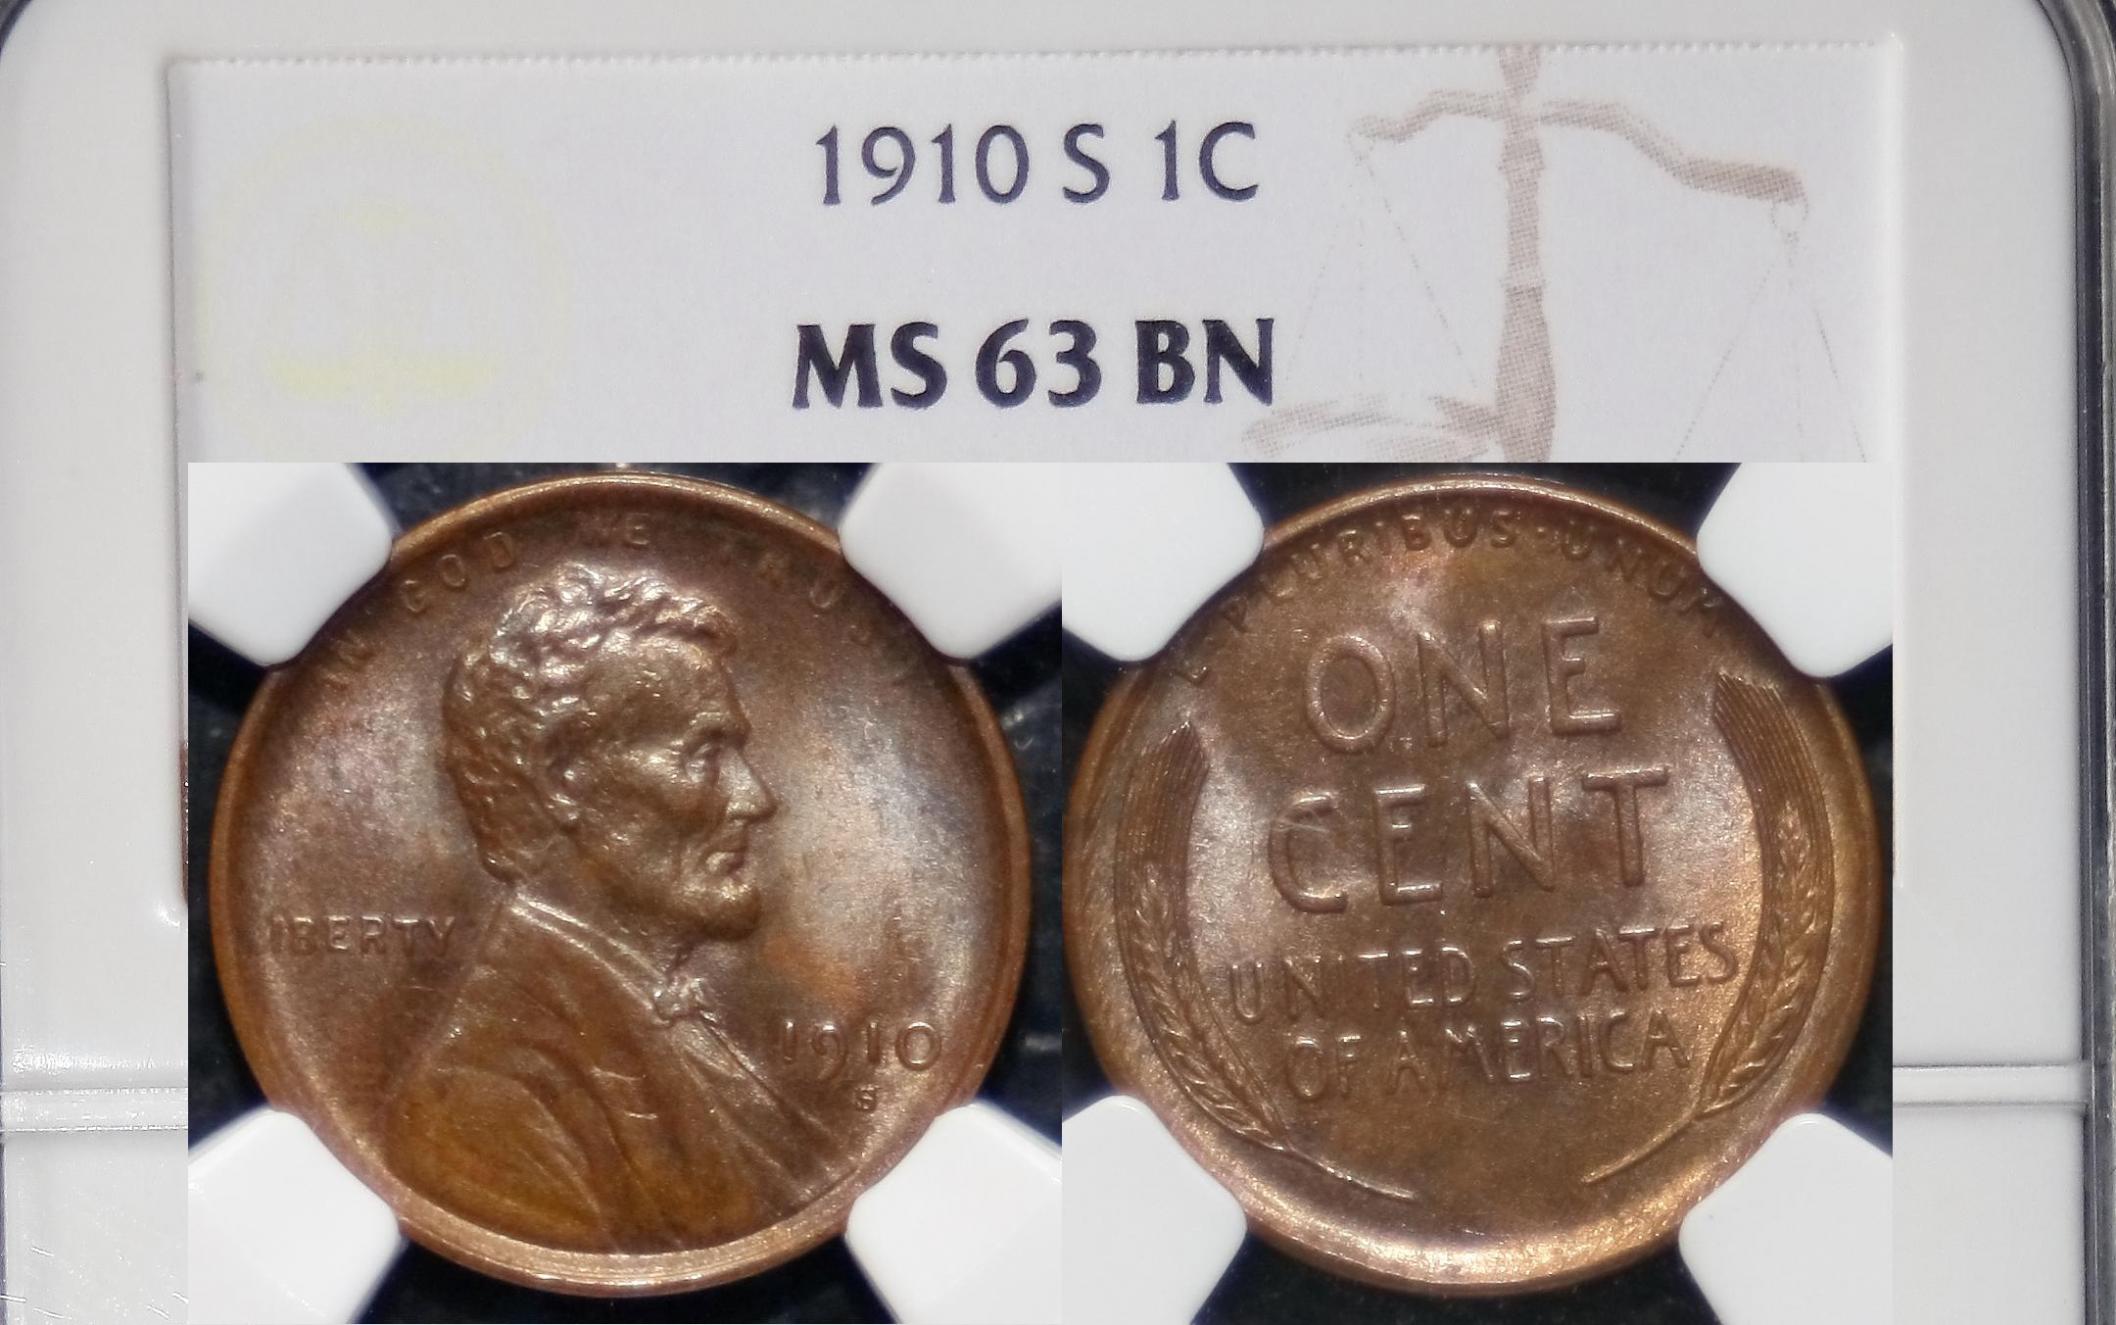 1910 S 1C
MS 63 BN
IN GOD WE TRUST
LIBERTY
1910
S
E·PLURIBUS·UNUM
ONE
CENT
UNITED STATES
OF AMERICA